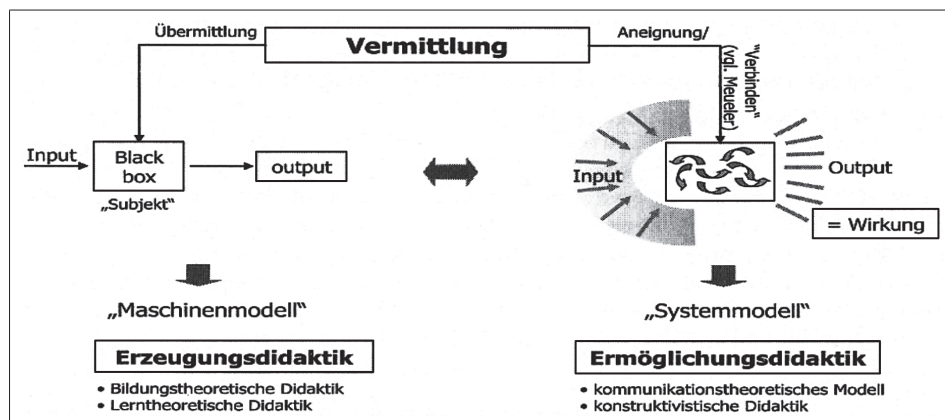 Vermittlung
Übermittlung
Aneignung/
"Verbinden"
(vgl. Meueler)
Input
Black
box
„Subjekt“
output
Input
Output
= Wirkung
„Maschinenmodell“
„Systemmodell“
Erzeugungsdidaktik
• Bildungstheoretische Didaktik
• Lerntheoretische Didaktik
Ermöglichungsdidaktik
• kommunikationstheoretisches Modell
• konstruktivistische Didaktik